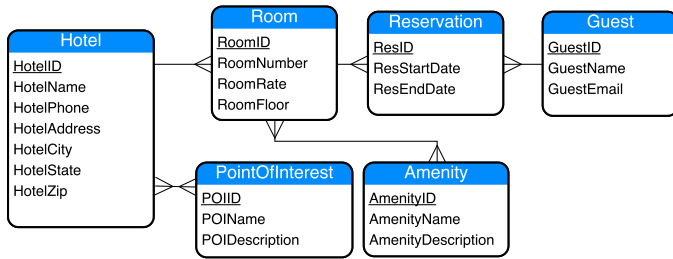 Hotel
HotelID
HotelName
HotelPhone
HotelAddress
HotelCity
HotelState
HotelZip
Room
RoomID
RoomNumber
RoomRate
RoomFloor
Reservation
ResID
ResStartDate
ResEndDate
Guest
GuestID
GuestName
GuestEmail
PointOfInterest
POIID
POIName
POIDescription
Amenity
AmenityID
AmenityName
AmenityDescription